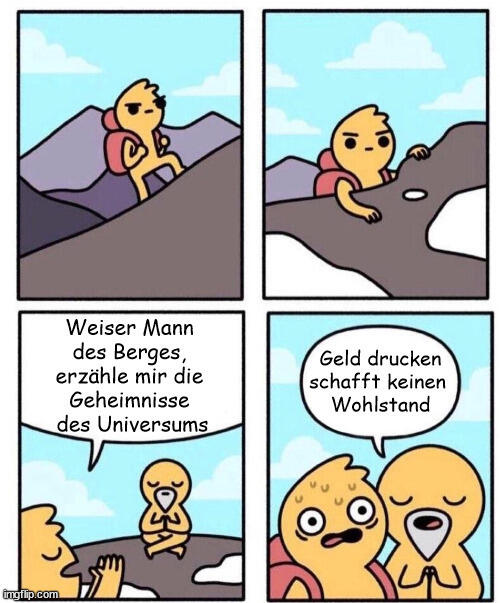 Weiser Mann
des Berges,
erzähle mir die
Geheimnisse
des Universums
Geld drucken
schafft keinen
Wohlstand
imgflip.com